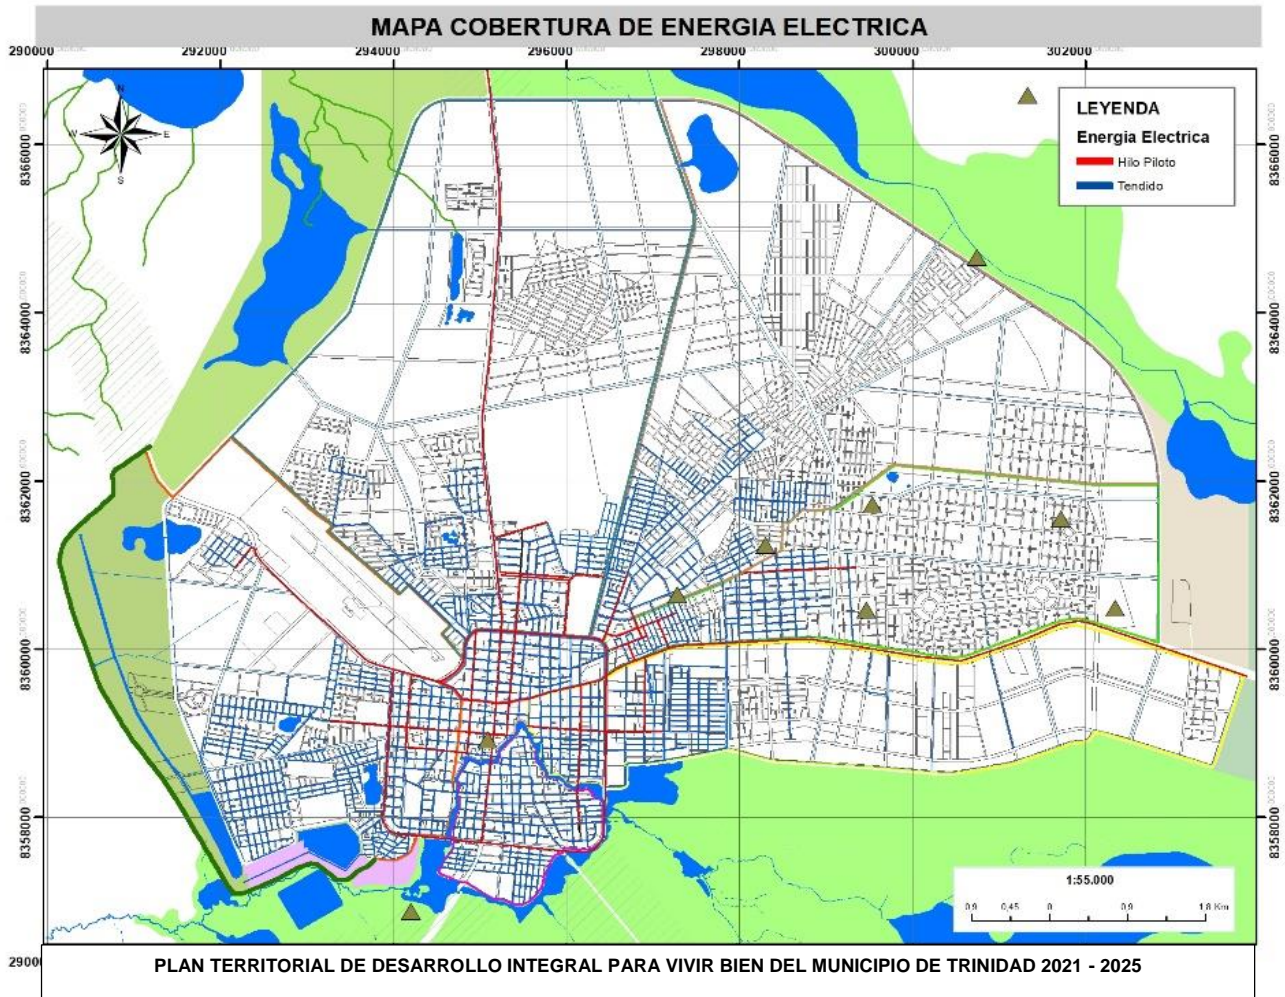 MAPA COBERTURA DE ENERGIA ELECTRICA
290000 292000 294000 296000 298000 300000 302000
N
W E
S
LEYENDA
Energia Electrica
Hilo Piloto
Tendido
8366000 8366000
8364000 8364000
8362000 8362000
8360000 8360000
8358000 8358000
1:55.000
0,9 0,45 0 0,9 1,8 Km
2900
PLAN TERRITORIAL DE DESARROLLO INTEGRAL PARA VIVIR BIEN DEL MUNICIPIO DE TRINIDAD 2021 - 2025